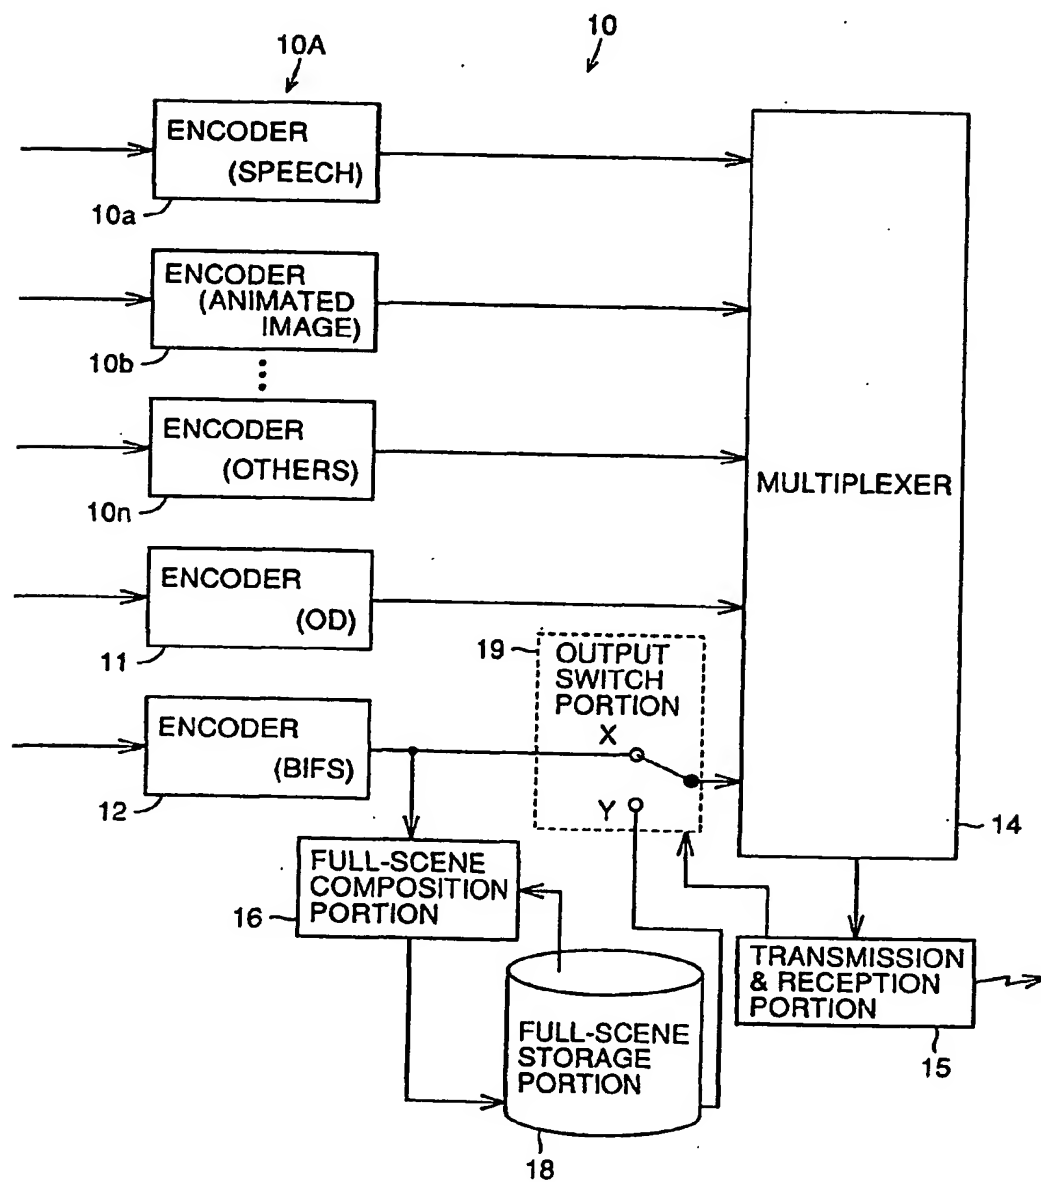 10
10A
ENCODER
(SPEECH)
10a
ENCODER
(ANIMATED
IMAGE)
10b
ENCODER
(OTHERS)
10n
MULTIPLEXER
ENCODER
(OD)
11
19
OUTPUT
SWITCH
PORTION
X
Y
ENCODER
(BIFS)
12
14
FULL-SCENE
COMPOSITION
PORTION
16
TRANSMISSION
& RECEPTION
PORTION
15
FULL-SCENE
STORAGE
PORTION
18